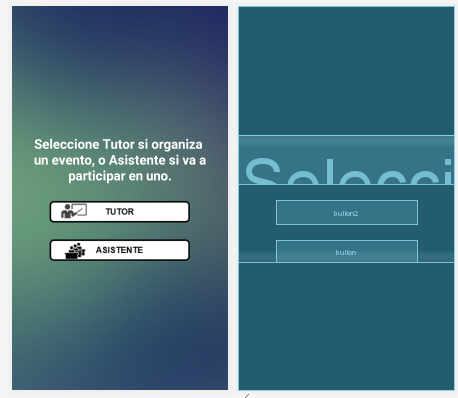 Seleccione Tutor si organiza
un evento, o Asistente si va a
participar en uno.
TUTOR
ASISTENTE
Selecci
button2
button